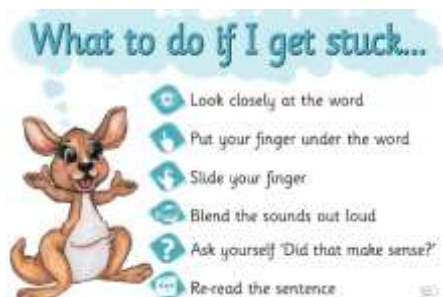 What to do if I get stuck...
Look closely at the word
Put your finger under the word
Slide your finger
Blend the sounds out loud
Ask yourself 'Did that make sense?'
Re-read the sentence